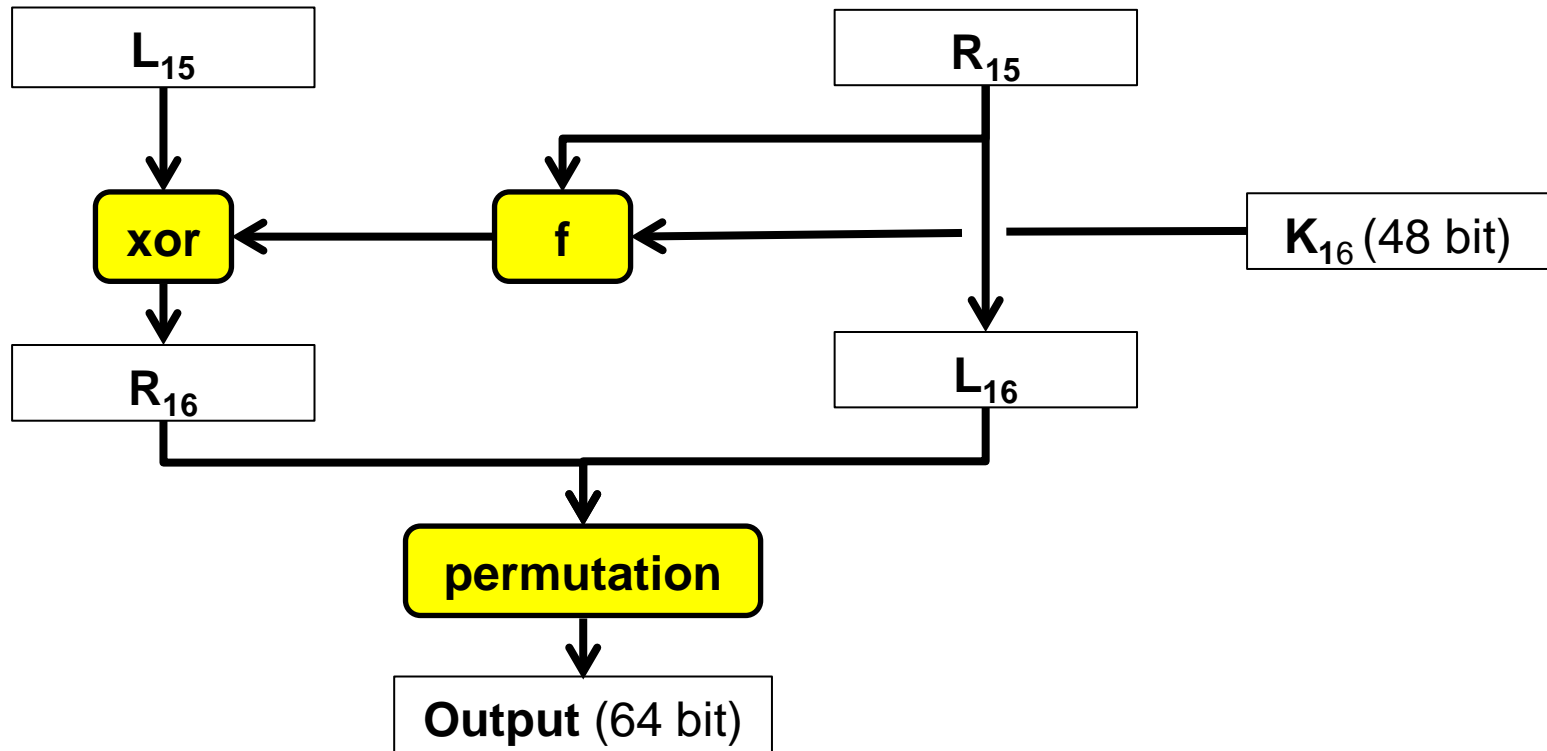 L₁₅
R₁₅
xor
f
K₁₆ (48 bit)
R₁₆
L₁₆
permutation
Output (64 bit)